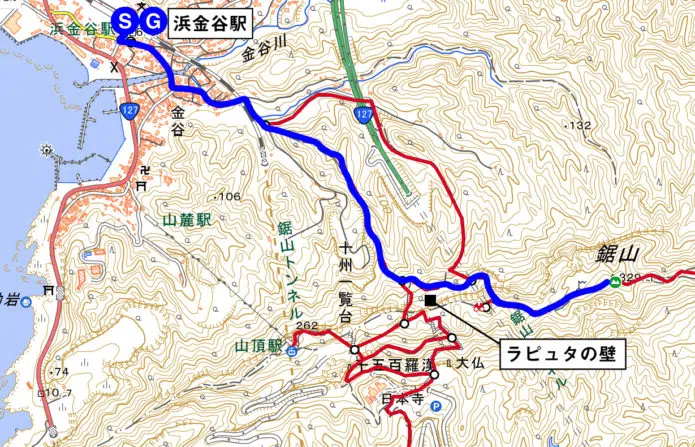 S G 浜金谷駅
浜金谷駅
金谷川
127
127
金谷
132
106
山麓駅
鋸山トンネル
十州一覧台
鋸山
329
262
山頂駅
ラピュタの壁
十五百羅漢
大仏
74
10.7
日本寺
P